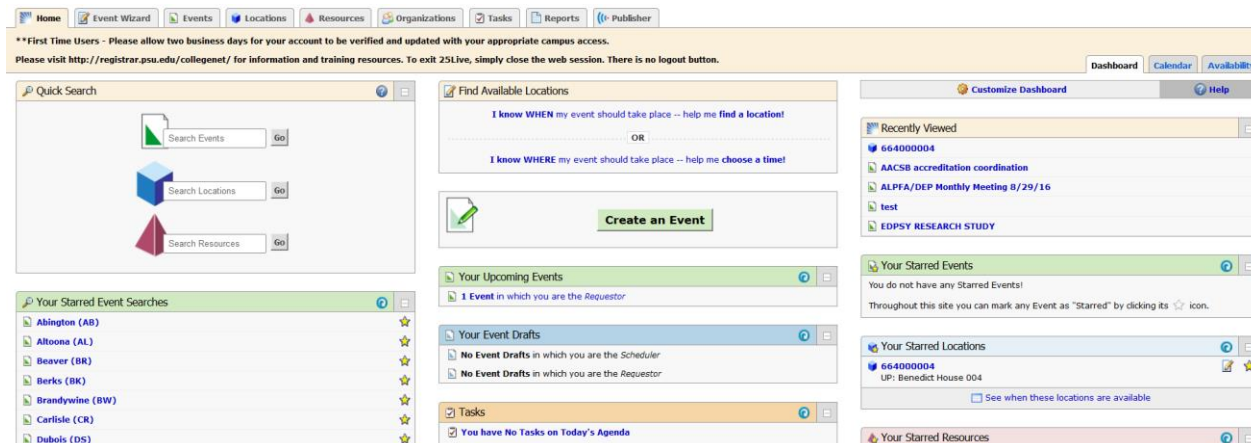 Home
Event Wizard
Events
Locations
Resources
Organizations
Tasks
Reports
Publisher
**First Time Users - Please allow two business days for your account to be verified and updated with your appropriate campus access.
Please visit http://registrar.psu.edu/collegenet/ for information and training resources. To exit 25Live, simply close the web session. There is no logout button.
Dashboard
Calendar
Availability
Quick Search
Search Events
Go
Search Locations
Go
Search Resources
Go
Your Starred Event Searches
Abington (AB)
Altoona (AL)
Beaver (BR)
Berks (BK)
Brandywine (BW)
Carlisle (CR)
Dubois (DS)
Find Available Locations
I know WHEN my event should take place -- help me find a location!
OR
I know WHERE my event should take place -- help me choose a time!
Create an Event
Your Upcoming Events
1 Event in which you are the Requestor
Your Event Drafts
No Event Drafts in which you are the Scheduler
No Event Drafts in which you are the Requestor
Tasks
You have No Tasks on Today's Agenda
Customize Dashboard
Help
Recently Viewed
664000004
AACSB accreditation coordination
ALPFA/DEP Monthly Meeting 8/29/16
test
EDPSY RESEARCH STUDY
Your Starred Events
You do not have any Starred Events!
Throughout this site you can mark any Event as "Starred" by clicking its icon.
Your Starred Locations
664000004
UP: Benedict House 004
See when these locations are available
Your Starred Resources